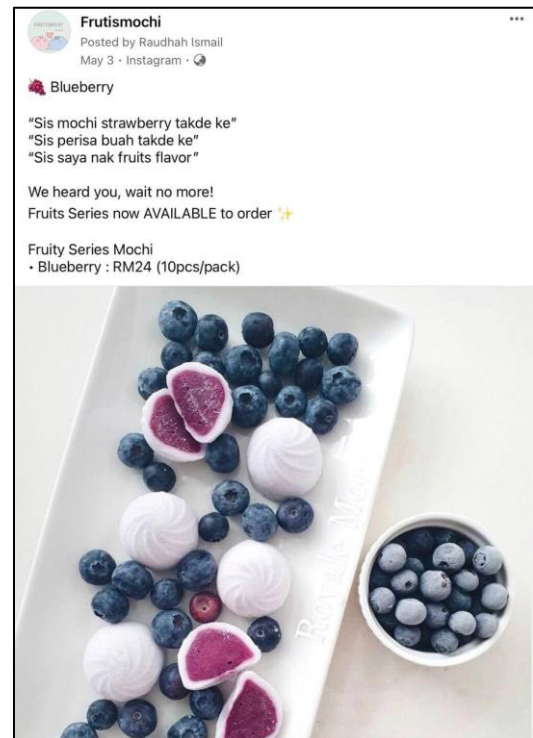 Frutismochi
Posted by Raudhah Ismail
May 3 · Instagram ·
Blueberry
“Sis mochi strawberry takde ke”
“Sis perisa buah takde ke”
“Sis saya nak fruits flavor”
We heard you, wait no more!
Fruits Series now AVAILABLE to order ✨
Fruity Series Mochi
• Blueberry : RM24 (10pcs/pack)